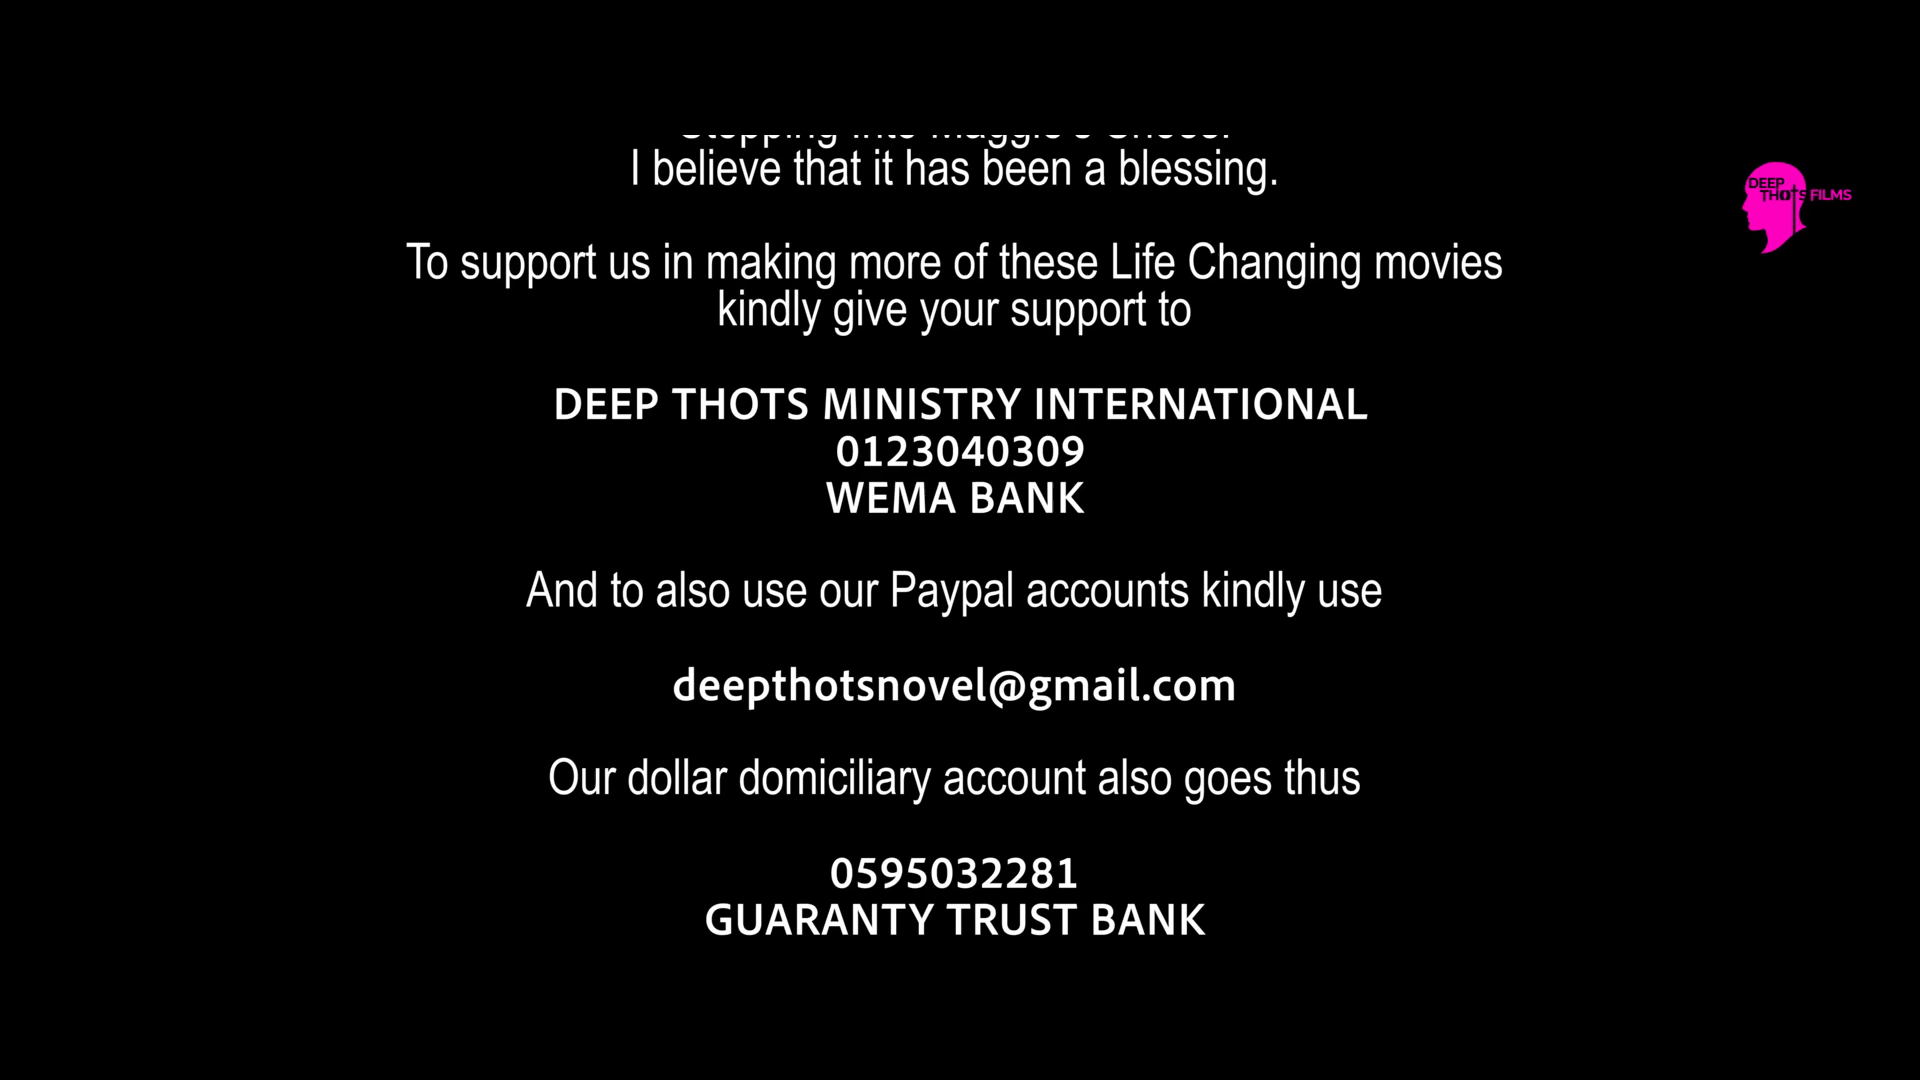 I believe that it has been a blessing.
To support us in making more of these Life Changing movies
kindly give your support to
DEEP THOTS MINISTRY INTERNATIONAL
0123040309
WEMA BANK
And to also use our Paypal accounts kindly use
deepthotsnovel@gmail.com
Our dollar domiciliary account also goes thus
0595032281
GUARANTY TRUST BANK
DEEP
THOTS FILMS